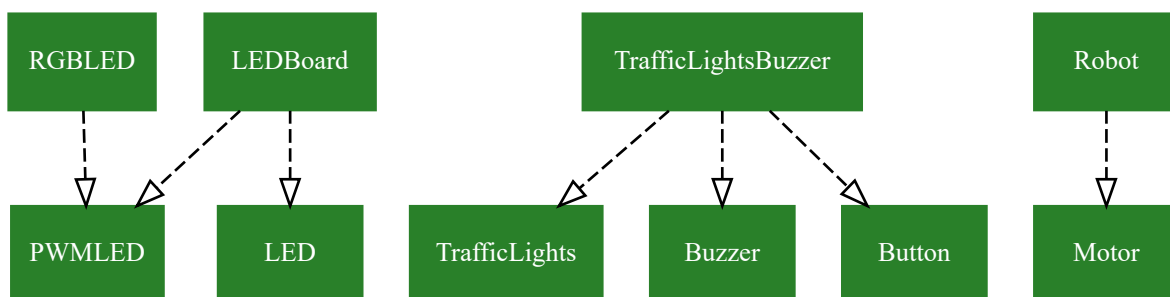 RGBLED
LEDBoard
TrafficLightsBuzzer
Robot
PWMLED
LED
TrafficLights
Buzzer
Button
Motor